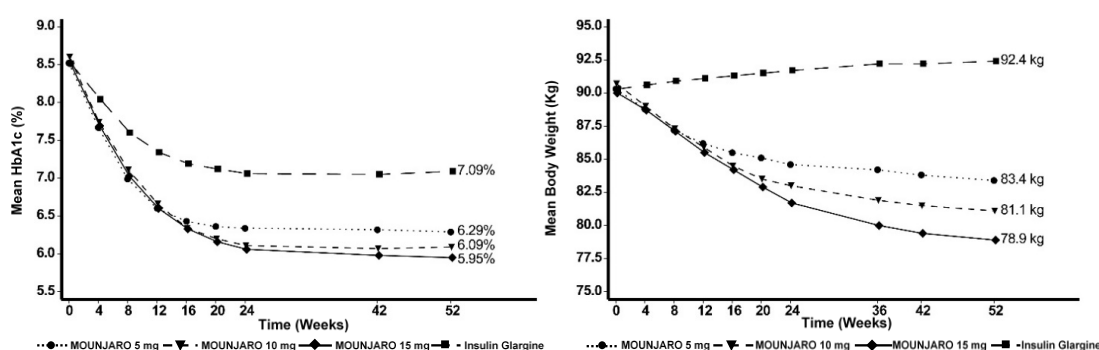 9.0
8.5
8.0
7.5
7.0
6.5
6.0
5.5
Mean HbA1c (%)
7.09%
6.29%
6.09%
5.95%
0 4 8 12 16 20 24 42 52
Time (Weeks)
MOUNJARO 5 mg MOUNJARO 10 mg MOUNJARO 15 mg Insulin Glargine
95.0
92.5
90.0
87.5
85.0
82.5
80.0
77.5
75.0
Mean Body Weight (Kg)
92.4 kg
83.4 kg
81.1 kg
78.9 kg
0 4 8 12 16 20 24 36 42 52
Time (Weeks)
MOUNJARO 5 mg MOUNJARO 10 mg MOUNJARO 15 mg Insulin Glargine